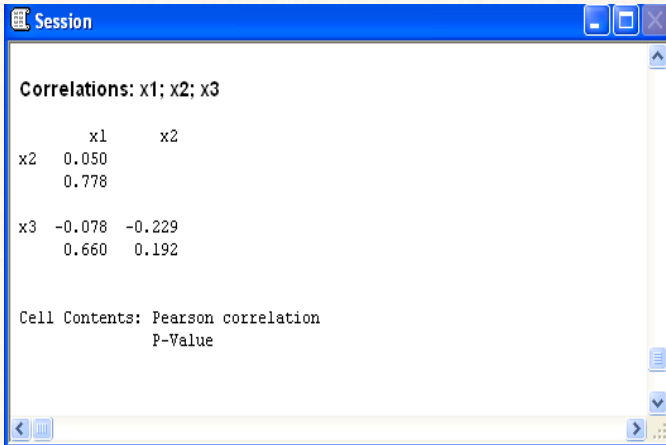 Session
Correlations: x1; x2; x3
x1 x2
x2 0.050
0.778
x3 -0.078 -0.229
0.660 0.192
Cell Contents: Pearson correlation
P-Value